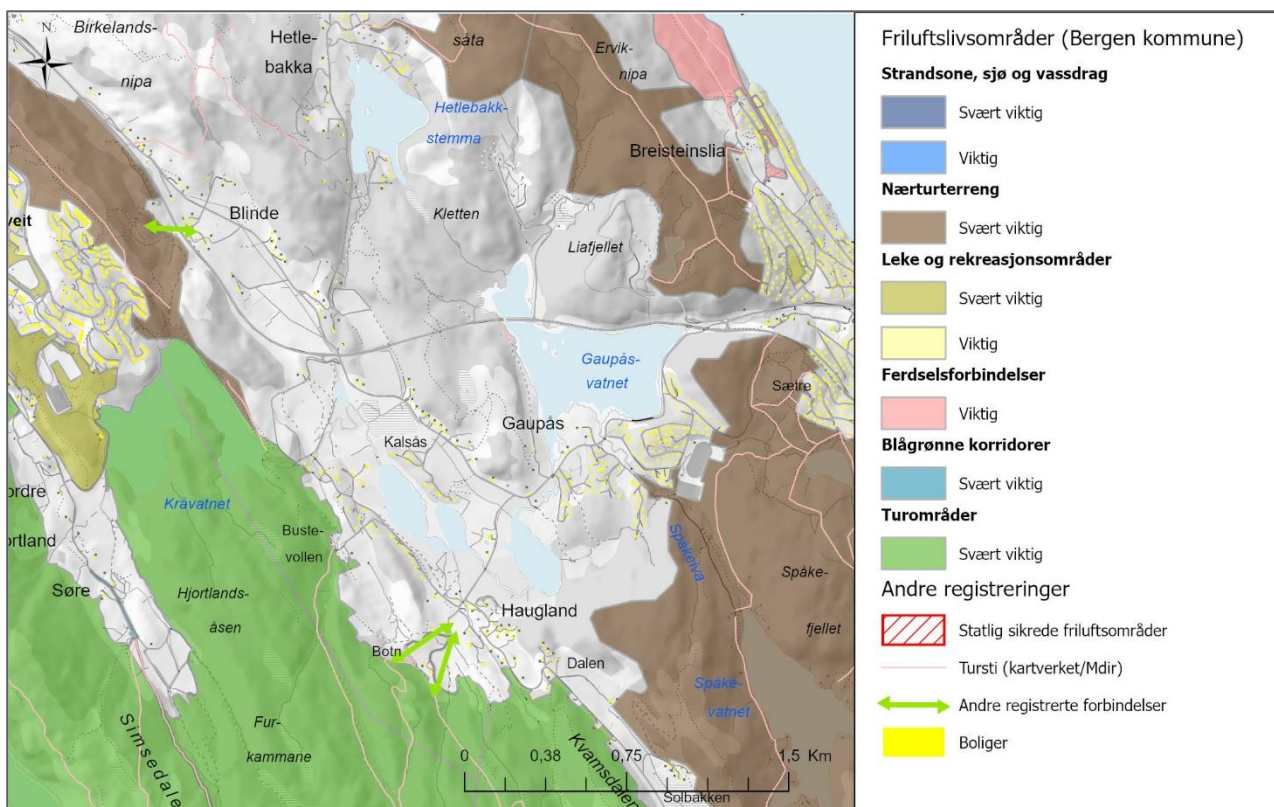 N
Birkelands-
nipa
Hetle-
bakka
såta
Ervik-
nipa
Hetlebakk-
stemma
Breisteinslia
Blinde
Kletten
Liafjellet
veit
Gaupås-
vatnet
Sætre
Kalsås
Gaupås
Kråvatnet
Buste-
vollen
ordre
ortland
Spåkelva
Spåke-
fjellet
Søre
Hjortlands-
åsen
Haugland
Botn
Dalen
Spåke-
vatnet
Fur-
kammane
Simsedalen
Kvamsdalen
Solbakken
0 0,38 0,75 1,5 Km
Friluftslivsområder (Bergen kommune)
Strandsone, sjø og vassdrag
Svært viktig
Viktig
Nærturterreng
Svært viktig
Leke og rekreasjonsområder
Svært viktig
Viktig
Ferdselsforbindelser
Viktig
Blågrønne korridorer
Svært viktig
Turområder
Svært viktig
Andre registreringer
Statlig sikrede friluftsområder
Tursti (kartverket/Mdir)
Andre registrerte forbindelser
Boliger